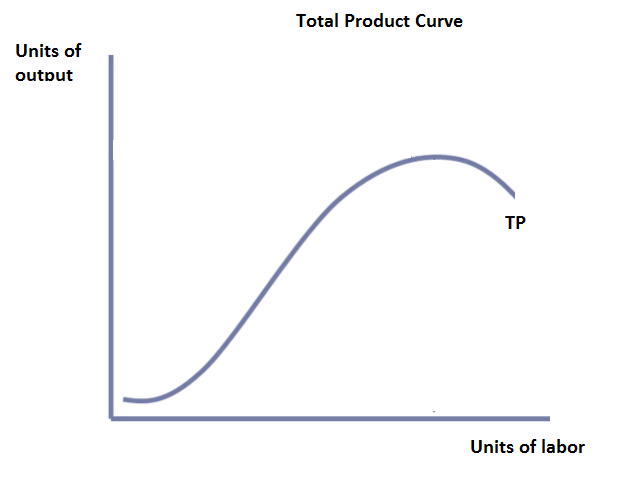 Total Product Curve
Units of
output
TP
Units of labor